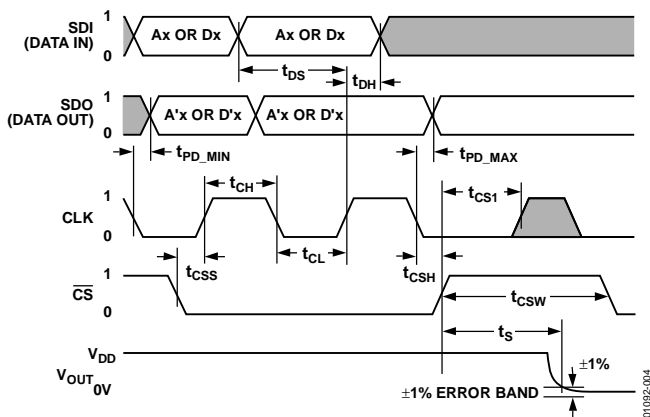 SDI
(DATA IN)
1
0
Ax OR Dx
Ax OR Dx
tDS
tDH
SDO
(DATA OUT)
1
0
A'x OR D'x
A'x OR D'x
tPD_MIN
tPD_MAX
tCH
tCS1
CLK
1
0
tCSS
tCL
tCSH
CS
1
0
tCSW
tS
VDD
VOUT
0V
±1%
±1% ERROR BAND
01092-004